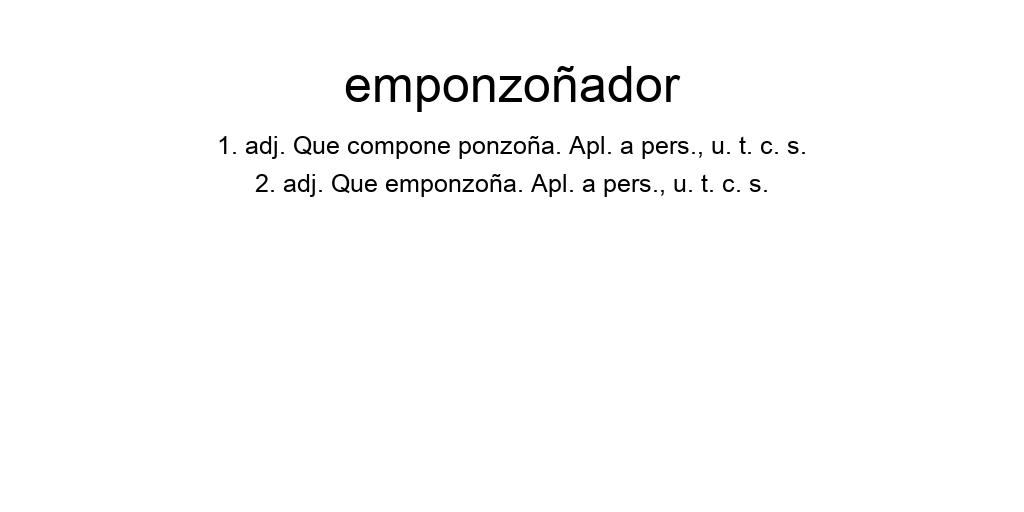 emponzoñador
1. adj. Que compone ponzoña. Apl. a pers., u. t. c. s.
2. adj. Que emponzoña. Apl. a pers., u. t. c. s.